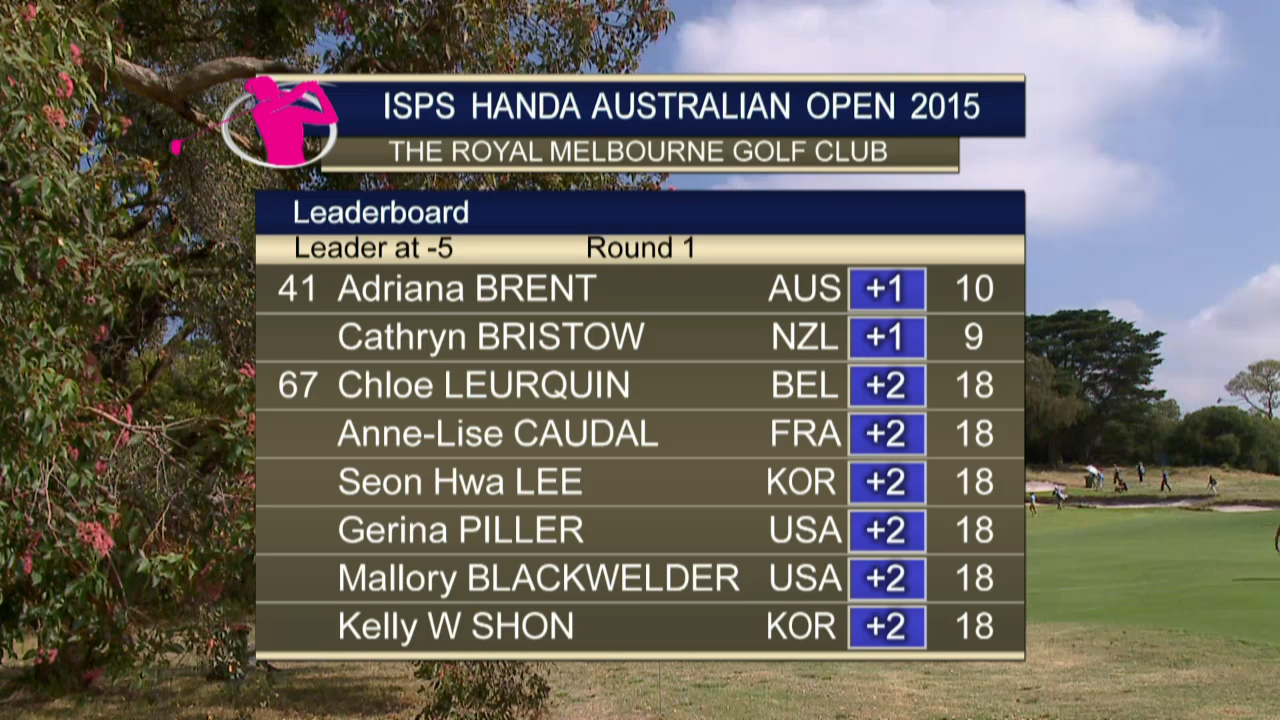 ISPS HANDA AUSTRALIAN OPEN 2015
THE ROYAL MELBOURNE GOLF CLUB
Leaderboard
Leader at -5 Round 1
41 Adriana BRENT AUS +1 10
Cathryn BRISTOW NZL +1 9
67 Chloe LEURQUIN BEL +2 18
Anne-Lise CAUDAL FRA +2 18
Seon Hwa LEE KOR +2 18
Gerina PILLER USA +2 18
Mallory BLACKWELDER USA +2 18
Kelly W SHON KOR +2 18